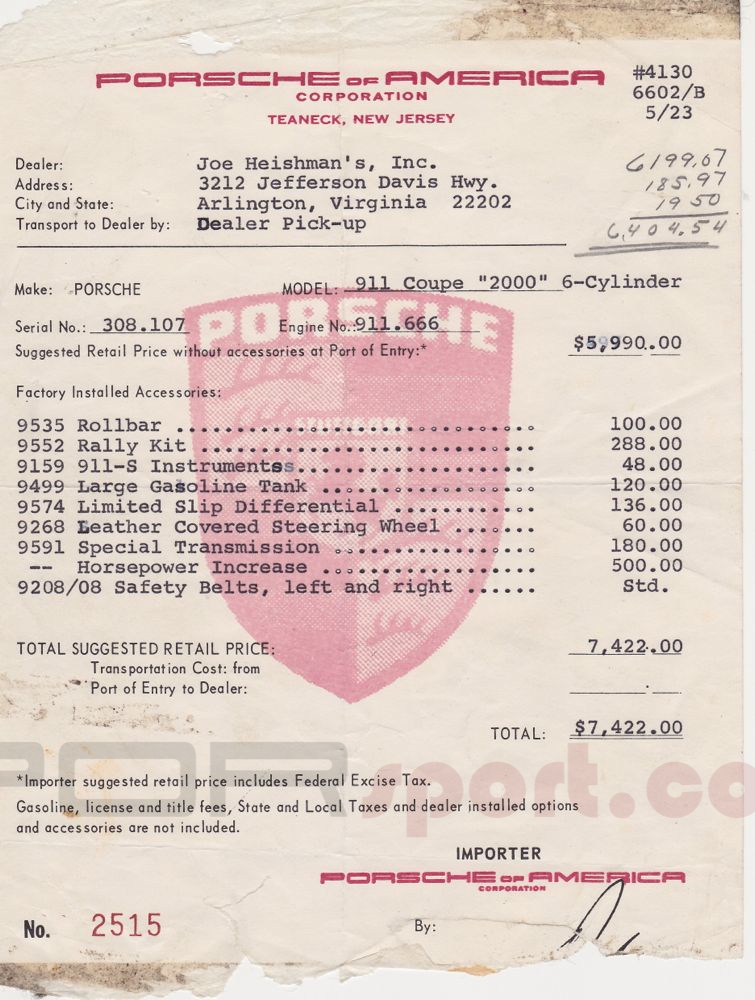 PORSCHE OF AMERICA
CORPORATION
TEANECK, NEW JERSEY
#4130
6602/B
5/23
Dealer: Joe Heishman's, Inc.
Address: 3212 Jefferson Davis Hwy.
City and State: Arlington, Virginia 22202
Transport to Dealer by: Dealer Pick-up
6199.07
185.97
19 50
6,404.54
Make: PORSCHE MODEL: 911 Coupe "2000" 6-Cylinder
PORSCHE
Serial No.: 308.107 Engine No.: 911.666
Suggested Retail Price without accessories at Port of Entry:* $5,990.00
Factory Installed Accessories:
9535 Rollbar .......................... 100.00
9552 Rally Kit ........................ 288.00
9159 911-S Instruments................. 48.00
9499 Large Gasoline Tank .............. 120.00
9574 Limited Slip Differential ......... 136.00
9268 Leather Covered Steering Wheel ...... 60.00
9591 Special Transmission .............. 180.00
-- Horsepower Increase .............. 500.00
9208/08 Safety Belts, left and right ...... Std.
TOTAL SUGGESTED RETAIL PRICE: 7,422.00
Transportation Cost: from
Port of Entry to Dealer:
TOTAL: $7,422.00
sport.co
*Importer suggested retail price includes Federal Excise Tax.
Gasoline, license and title fees, State and Local Taxes and dealer installed options
and accessories are not included.
IMPORTER
PORSCHE OF AMERICA
CORPORATION
No. 2515
By: